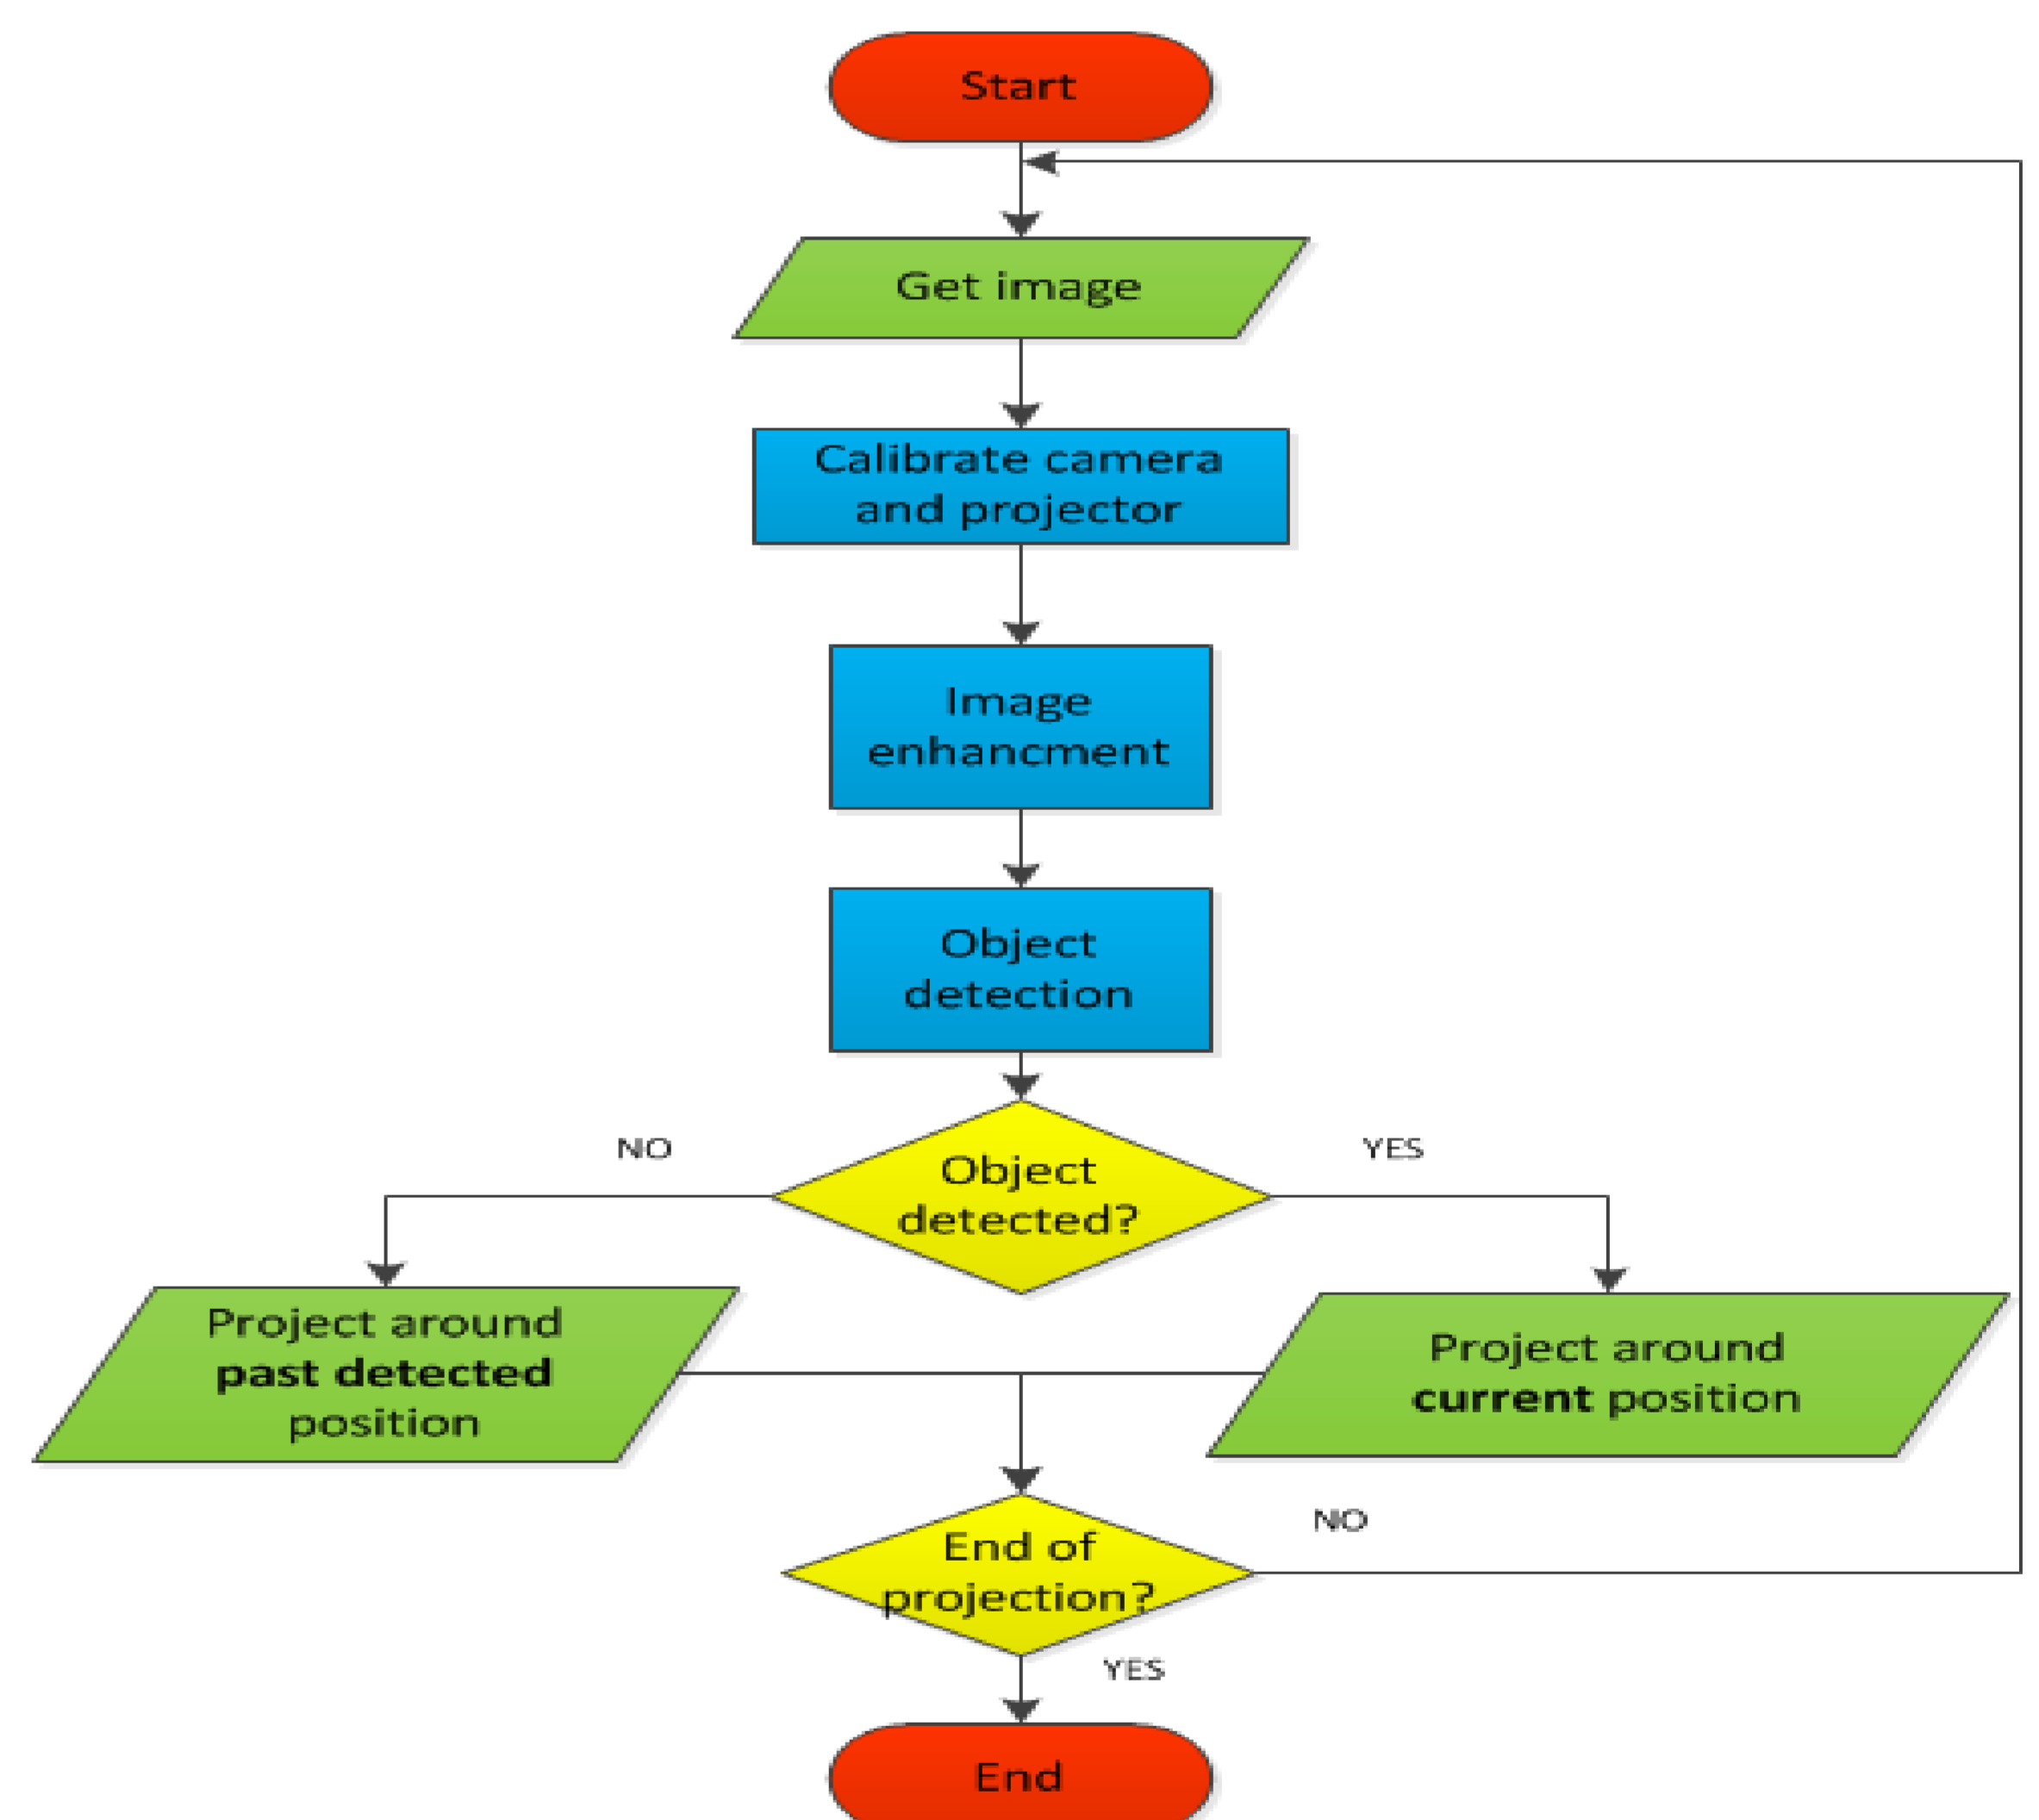 Start
Get image
Calibrate camera
and projector
Image
enhancment
Object
detection
NO
YES
Object
detected?
Project around
past detected
position
Project around
current position
End of
projection?
NO
YES
End